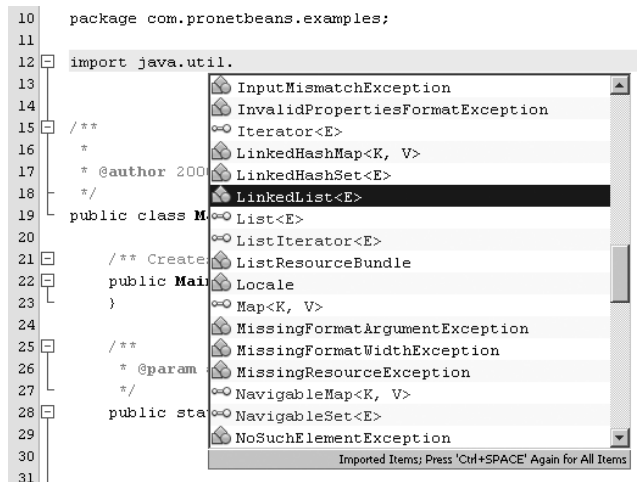 10 package com.pronetbeans.examples;
11
12 import java.util.
13
14
15 /**
16 *
17 * @author 200
18 */
19 public class M
20
21 /** Create
22 public Mai
23 }
24
25 /**
26 * @param
27 */
28 public sta
29
30
31
InputMismatchException
InvalidPropertiesFormatException
Iterator<E>
LinkedHashMap<K, V>
LinkedHashSet<E>
LinkedList<E>
List<E>
ListIterator<E>
ListResourceBundle
Locale
Map<K, V>
MissingFormatArgumentException
MissingFormatWidthException
MissingResourceException
NavigableMap<K, V>
NavigableSet<E>
NoSuchElementException
Imported Items; Press 'Ctrl+SPACE' Again for All Items